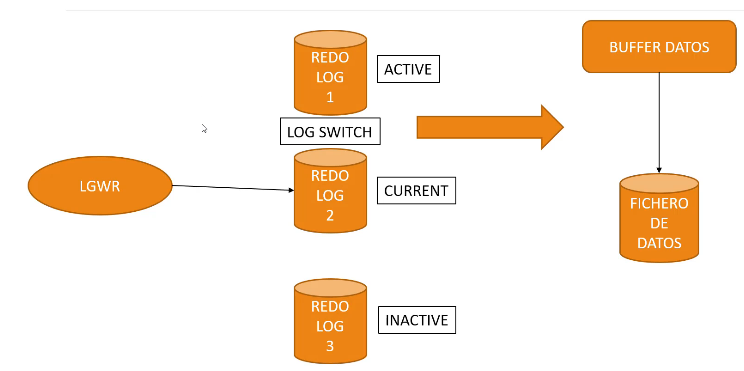 REDO
LOG
1
ACTIVE
LOG SWITCH
LGWR
REDO
LOG
2
CURRENT
REDO
LOG
3
INACTIVE
BUFFER DATOS
FICHERO
DE
DATOS